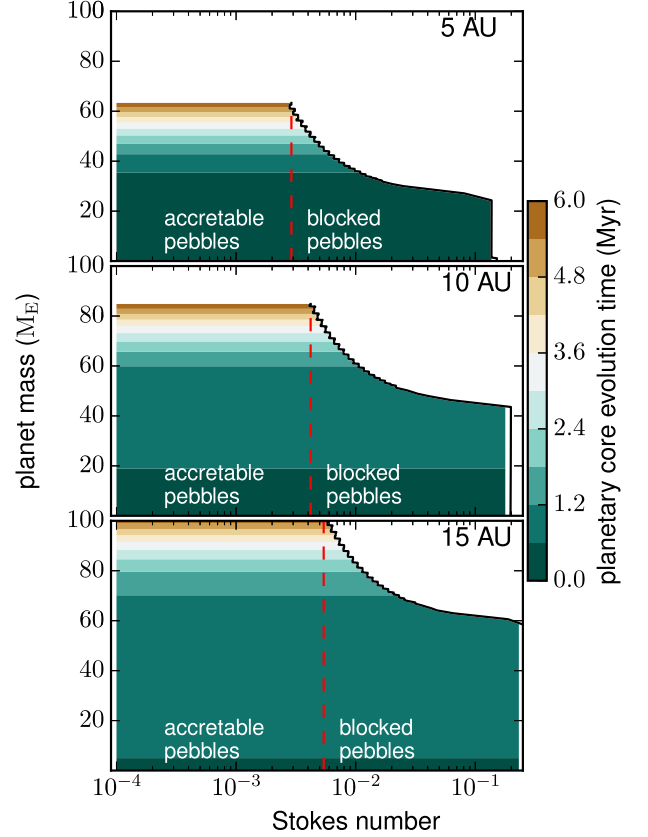 100
5 AU
80
60
40
20
accretable
pebbles
blocked
pebbles
100
10 AU
80
60
40
20
accretable
pebbles
blocked
pebbles
100
15 AU
80
60
40
20
accretable
pebbles
blocked
pebbles
10⁻⁴
10⁻³
10⁻²
10⁻¹
Stokes number
planet mass (M_E)
6.0
4.8
3.6
2.4
1.2
0.0
planetary core evolution time (Myr)